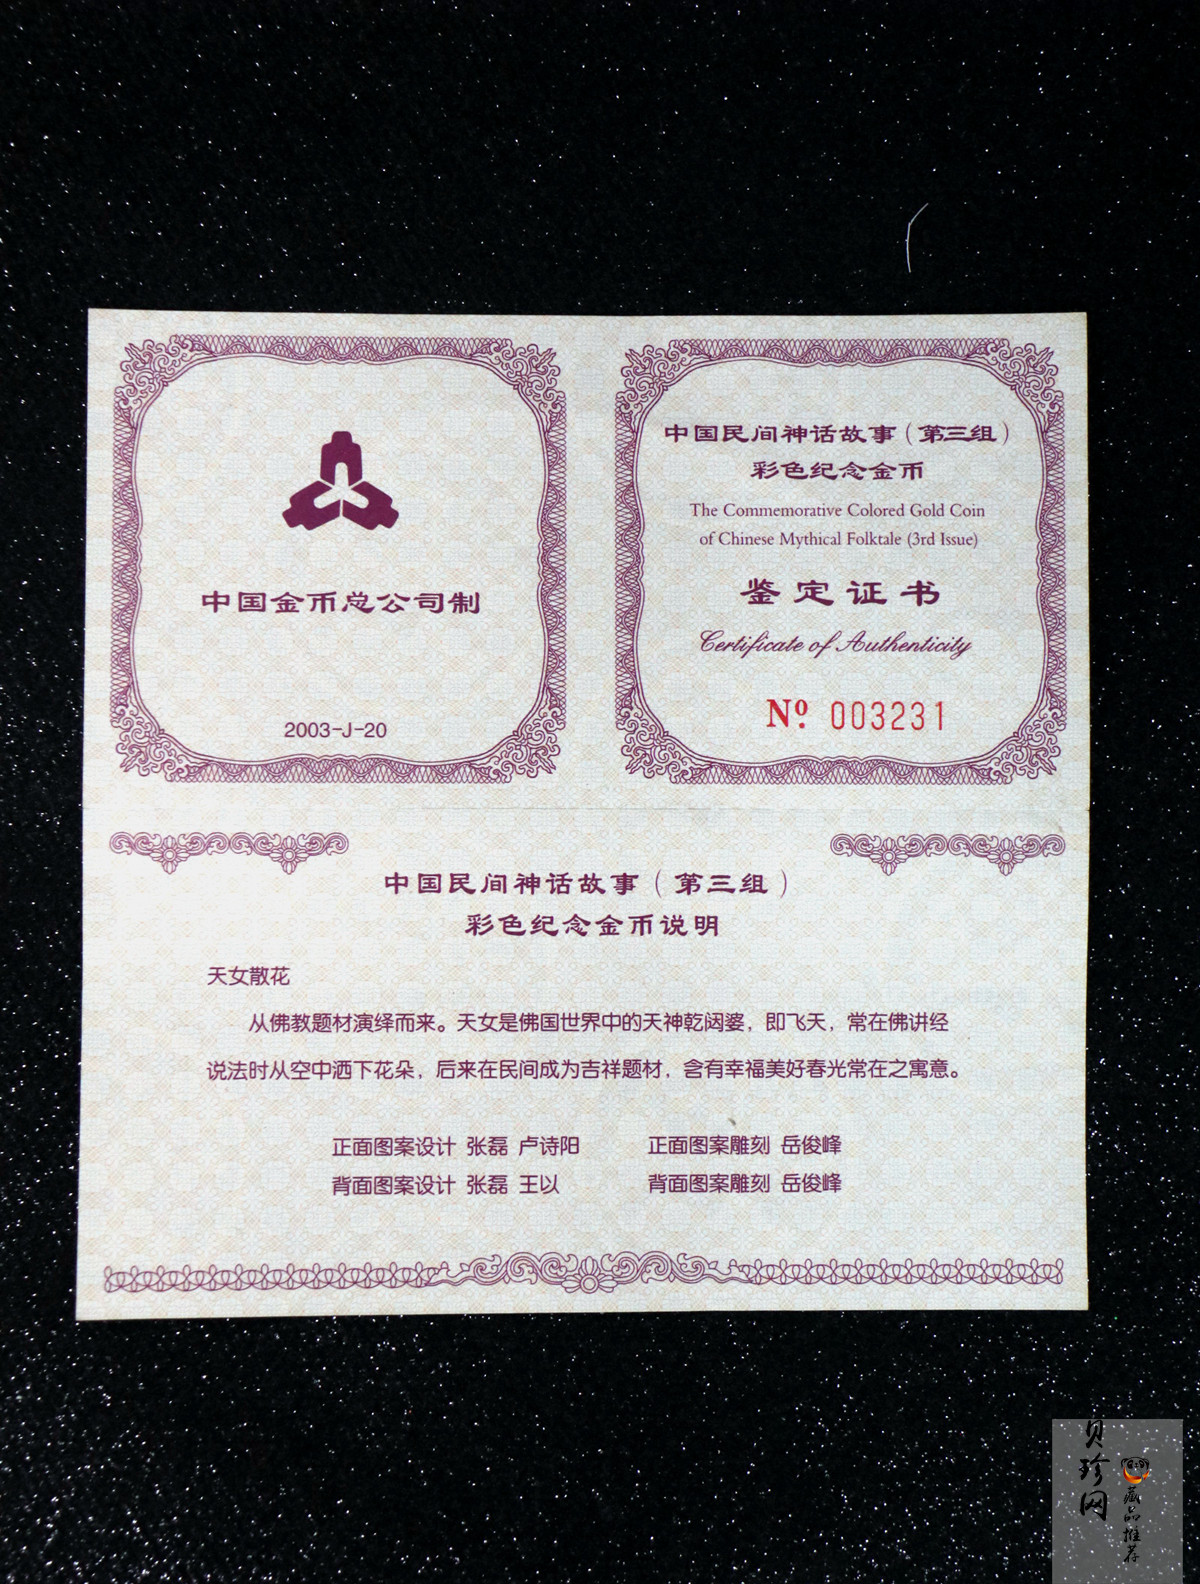 中国金币总公司制
2003-J-20
中国民间神话故事(第三组)
彩色纪念金币
The Commemorative Colored Gold Coin
of Chinese Mythical Folktale (3rd Issue)
鉴定证书
Certificate of Authenticity
Nº. 003231
中国民间神话故事(第三组)
彩色纪念金币说明
天女散花
从佛教题材演绎而来。天女是佛国世界中的天神乾闼婆，即飞天，常在佛讲经
说法时从空中洒下花朵，后来在民间成为吉祥题材，含有幸福美好春光常在之寓意。
正面图案设计 张磊 卢诗阳
正面图案雕刻 岳俊峰
背面图案设计 张磊 王以
背面图案雕刻 岳俊峰
贝珍网
藏品推荐